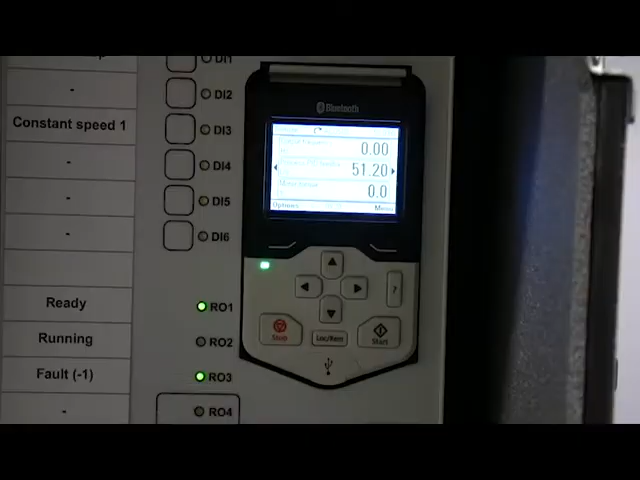 DI1
-
DI2
Constant speed 1
DI3
-
DI4
-
DI5
-
DI6
Ready
RO1
Running
RO2
Fault (-1)
RO3
-
RO4
Bluetooth
0.00
51.20
0.0
Options
Menu
?
Stop
Loc/Rem
Start